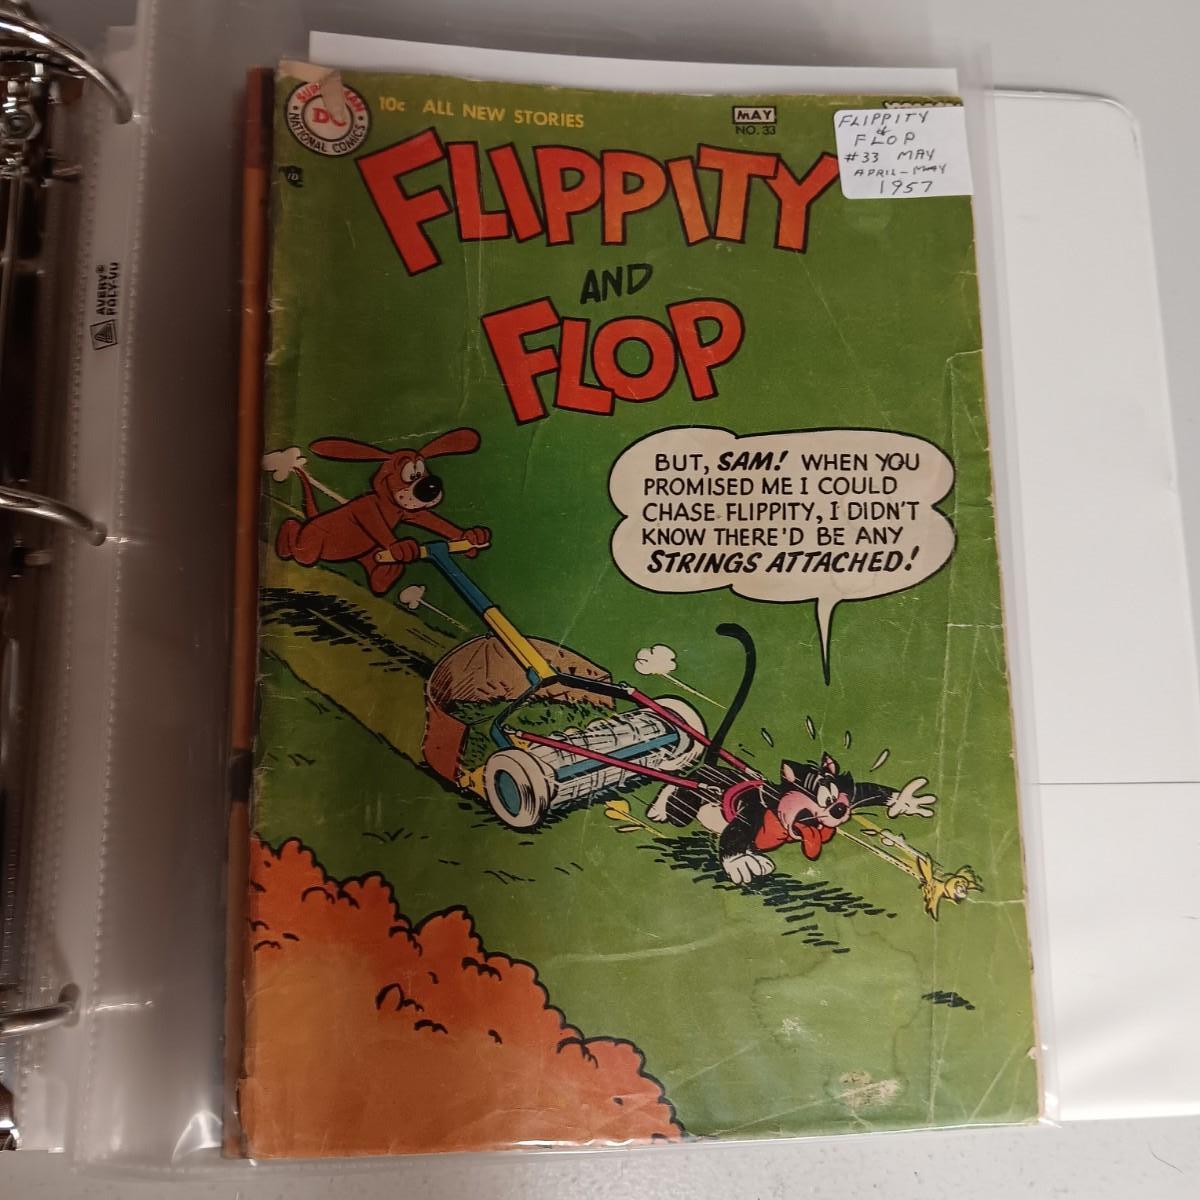 SUPERMAN
DC
NATIONAL COMICS
10c ALL NEW STORIES
MAY
NO. 33
FLIPPITY
&
FLOP
#33 MAY
APRIL-MAY
1957
FLIPPITY
AND
FLOP
BUT, SAM! WHEN YOU
PROMISED ME I COULD
CHASE FLIPPITY, I DIDN'T
KNOW THERE'D BE ANY
STRINGS ATTACHED!
AVERY®
POLY-VU